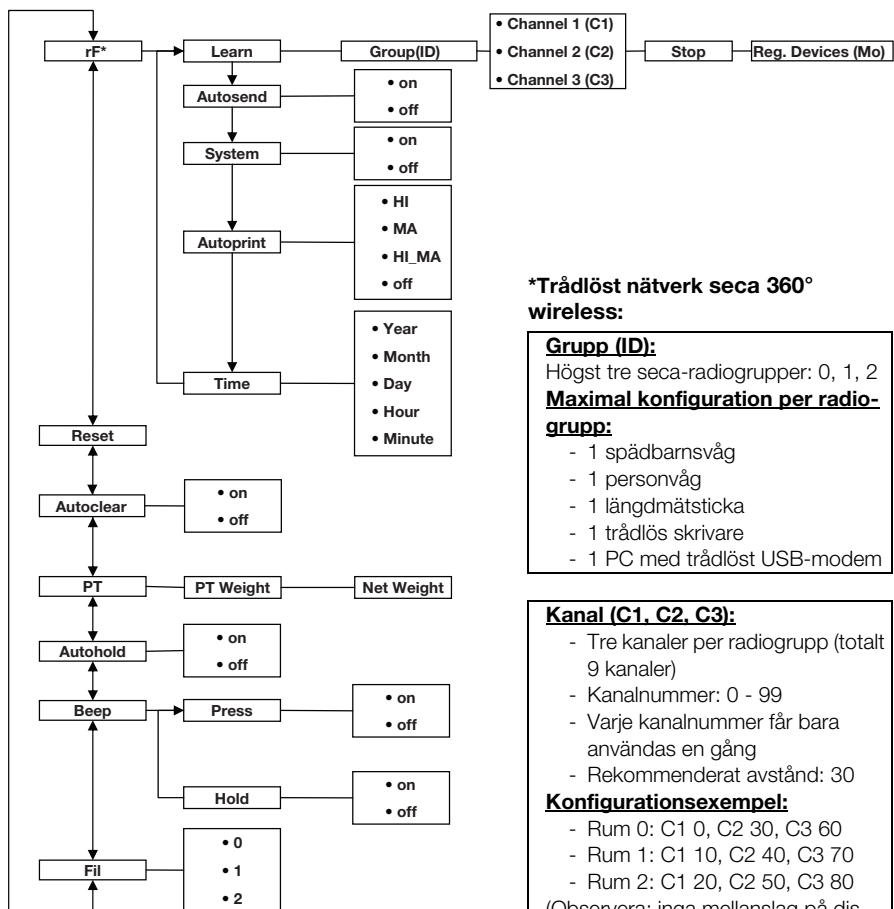 rF*
Learn
Group(ID)
• Channel 1 (C1)
• Channel 2 (C2)
• Channel 3 (C3)
Stop
Reg. Devices (Mo)
Autosend
• on
• off
System
• on
• off
Autoprint
• HI
• MA
• HI_MA
• off
Time
• Year
• Month
• Day
• Hour
• Minute
Reset
Autoclear
• on
• off
PT
PT Weight
Net Weight
Autohold
• on
• off
Beep
Press
• on
• off
Hold
• on
• off
Fil
• 0
• 1
• 2
*Trådlöst nätverk seca 360°
wireless:
Grupp (ID):
Högst tre seca-radiogrupper: 0, 1, 2
Maximal konfiguration per radio-
grupp:
- 1 spädbarnsvåg
- 1 personvåg
- 1 längdmätsticka
- 1 trådlös skrivare
- 1 PC med trådlöst USB-modem
Kanal (C1, C2, C3):
- Tre kanaler per radiogrupp (totalt
9 kanaler)
- Kanalnummer: 0 - 99
- Varje kanalnummer får bara
användas en gång
- Rekommenderat avstånd: 30
Konfigurationsexempel:
- Rum 0: C1 0, C2 30, C3 60
- Rum 1: C1 10, C2 40, C3 70
- Rum 2: C1 20, C2 50, C3 80
(Observera: inga mellanslag på dis-